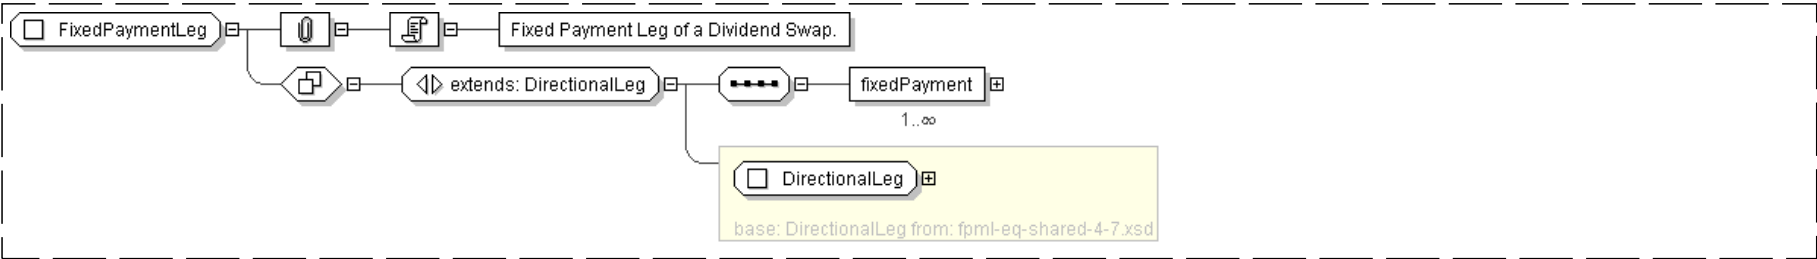 FixedPaymentLeg
Fixed Payment Leg of a Dividend Swap.
extends: DirectionalLeg
fixedPayment
1..∞
DirectionalLeg
base: DirectionalLeg from: fpml-eq-shared-4-7.xsd